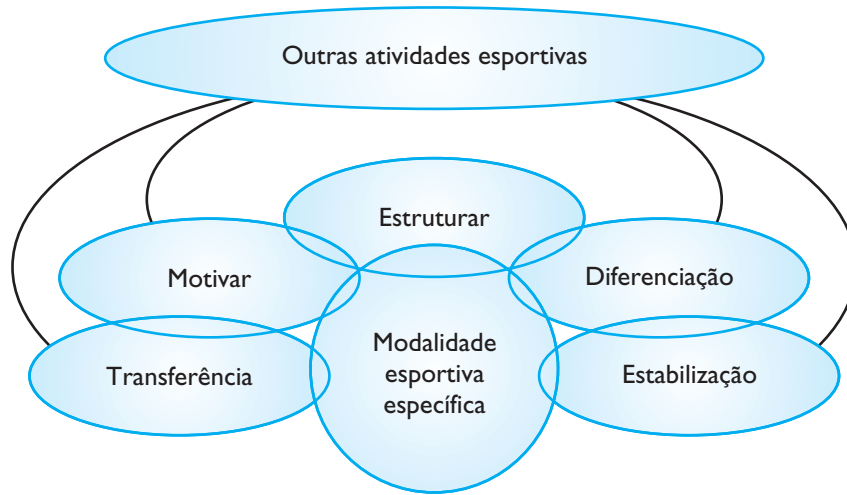 Outras atividades esportivas
Estruturar
Motivar
Diferenciação
Transferência
Modalidade
esportiva
específica
Estabilização